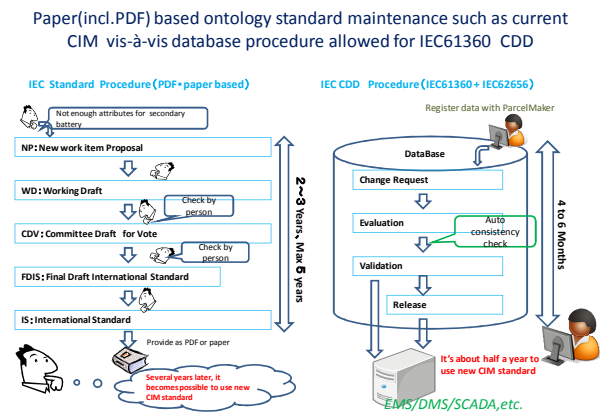 Paper(incl.PDF) based ontology standard maintenance such as current
CIM vis-à-vis database procedure allowed for IEC61360 CDD
IEC Standard Procedure(PDF・paper based)
Not enough attributes for secondary
battery
NP:New work item Proposal
WD:Working Draft
Check by
person
CDV:Committee Draft for Vote
Check by
person
FDIS:Final Draft International Standard
IS:International Standard
Provide as PDF or paper
Several years later, it
becomes possible to use new
CIM standard
2～3 Years、Max 5 years
IEC CDD Procedure(IEC61360+ IEC62656)
Register data with ParcelMaker
DataBase
Change Request
Evaluation
Auto
consistency
check
Validation
Release
4 to 6 Months
It's about half a year to
use new CIM standard
EMS/DMS/SCADA,etc.